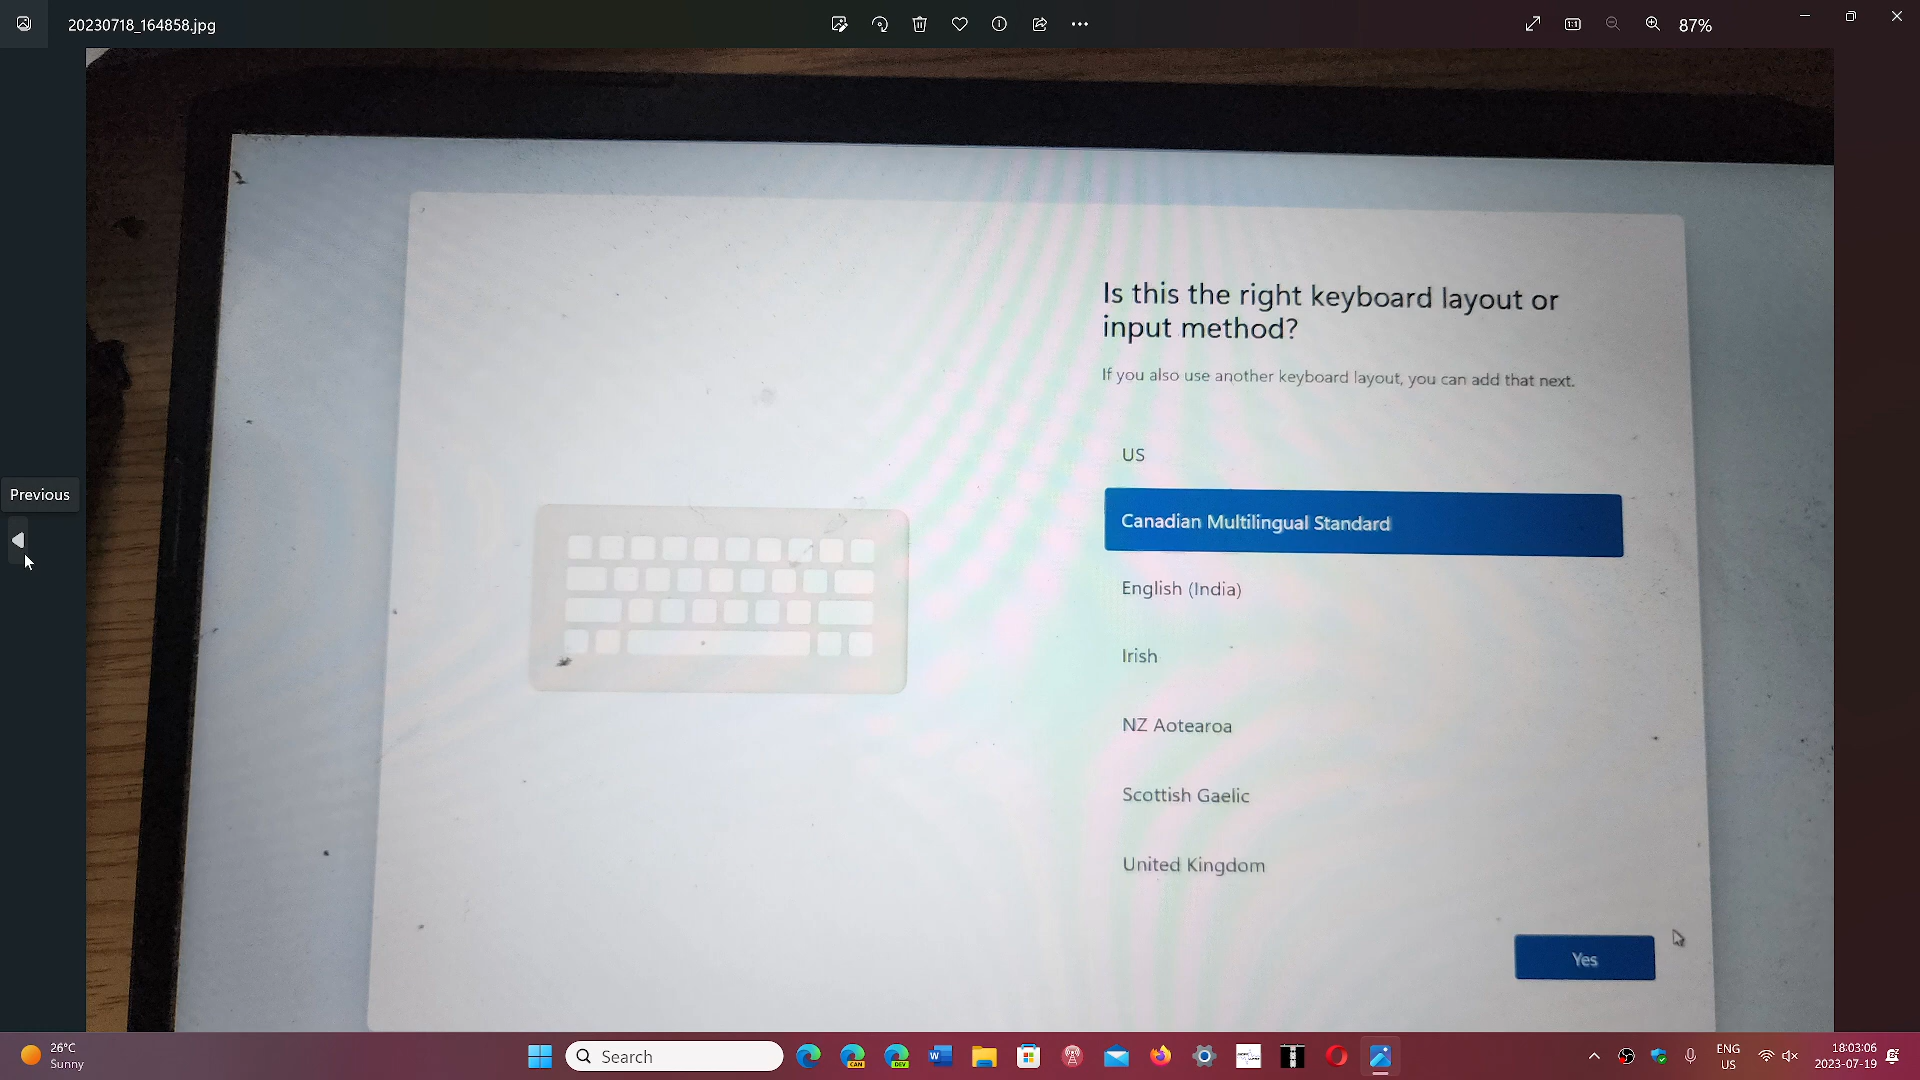 20230718_164858.jpg
87%
Previous
Is this the right keyboard layout or
input method?
If you also use another keyboard layout, you can add that next.
US
Canadian Multilingual Standard
English (India)
Irish
NZ Aotearoa
Scottish Gaelic
United Kingdom
Yes
26°C
Sunny
Search
CAN
DEV
W
ENG
US
18:03:06
2023-07-19